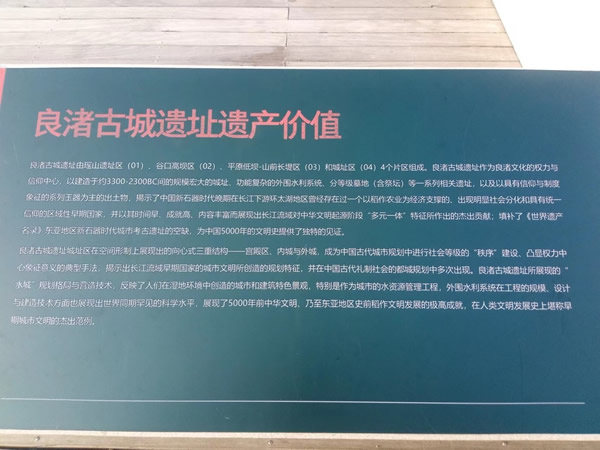 良渚古城遗址遗产价值
良渚古城遗址由瑶山遗址区（01）、谷口高坝区（02）、平原低坝-山前长堤区（03）和城址区（04）4个片区组成。良渚古城遗址作为良渚文化的权力与
信仰中心，以建造于约3300-2300BC间的规模宏大的城址、功能复杂的外围水利系统、分等级墓地（含祭坛）等一系列相关遗址，以及以具有信仰与制度
象征的系列玉器为主的出土物，揭示了中国新石器时代晚期在长江下游环太湖地区曾经存在过一个以稻作农业为经济支撑的、出现明显社会分化和具有统一
信仰的区域性早期国家，并以其时间早、成就高、内容丰富而展现出长江流域对中华文明起源阶段“多元一体”特征所作出的杰出贡献；填补了《世界遗产
名录》东亚地区新石器时代城市考古遗址的空缺，为中国5000年的文明史提供了独特的见证。
良渚古城遗址城址区在空间形制上展现出的向心式三重结构——宫殿区、内城与外城，成为中国古代城市规划中进行社会等级的“秩序”建设、凸显权力中
心象征意义的典型手法，揭示出长江流域早期国家的城市文明所创造的规划特征，并在中国古代礼制社会的都城规划中多次出现。良渚古城遗址所展现的“
水城”规划格局与营造技术，反映了人们在湿地环境中创造的城市和建筑特色景观，特别是作为城市的水资源管理工程，外围水利系统在工程的规模、设计
与建造技术方面也展现出世界同期罕见的科学水平，展现了5000年前中华文明，乃至东亚地区史前稻作文明发展的极高成就，在人类文明发展史上堪称早
期城市文明的杰出范例。